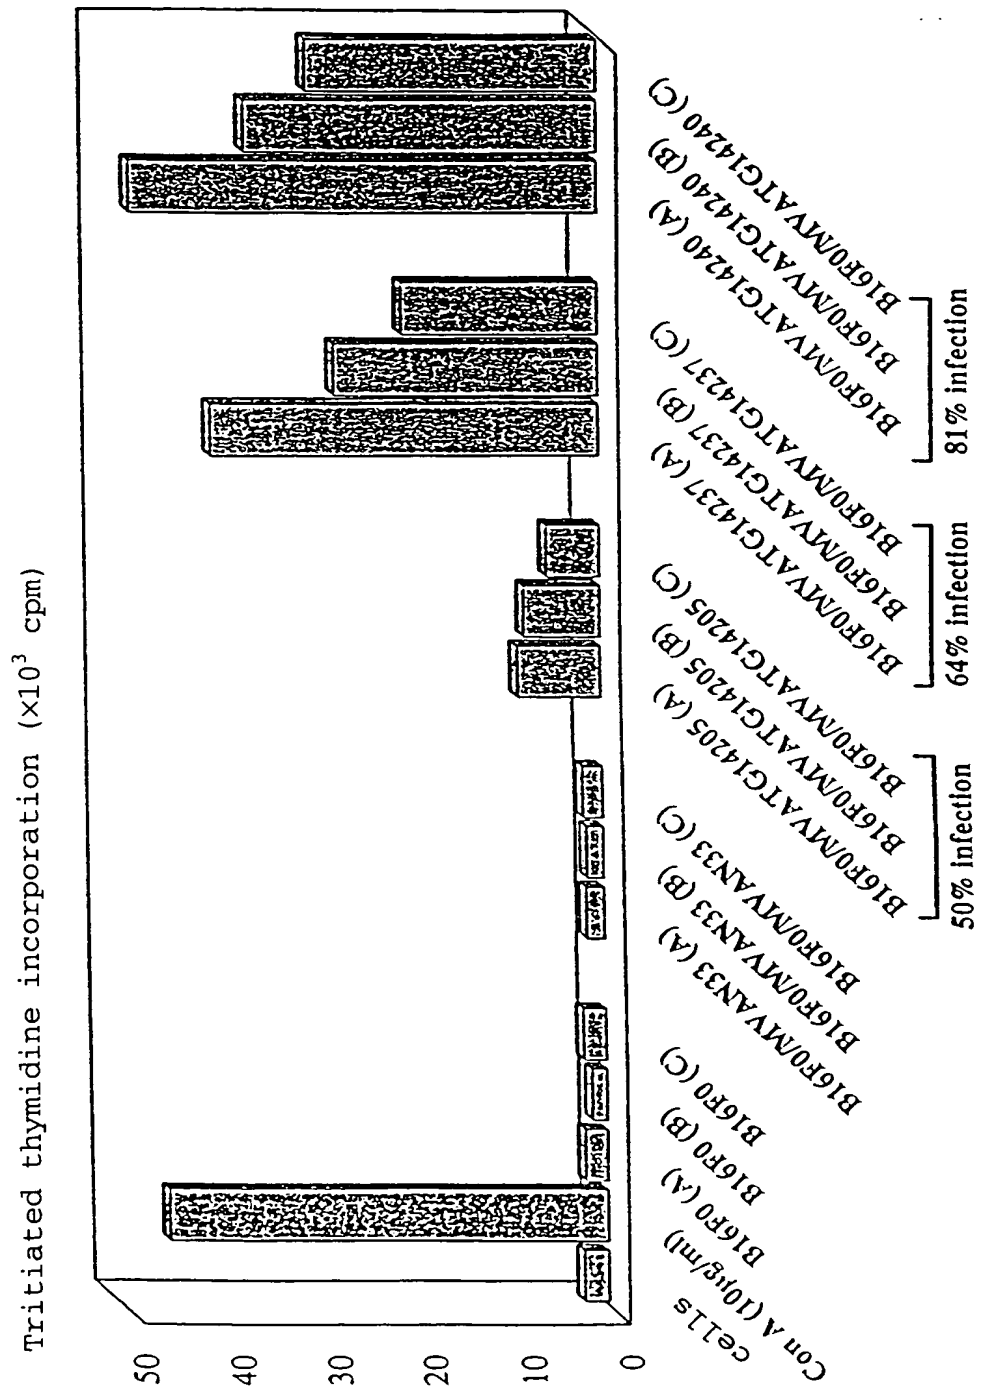 Tritiated thymidine incorporation (×10³ cpm)
50
40
30
20
10
0
cells
Con A (10µg/ml)
B16F0 (A)
B16F0 (B)
B16F0 (C)
B16F0/MVAN33 (A)
B16F0/MVAN33 (B)
B16F0/MVAN33 (C)
B16F0/MVATG14205 (A)
B16F0/MVATG14205 (B)
B16F0/MVATG14205 (C)
B16F0/MVATG14237 (A)
B16F0/MVATG14237 (B)
B16F0/MVATG14237 (C)
B16F0/MVATG14240 (A)
B16F0/MVATG14240 (B)
B16F0/MVATG14240 (C)
50% infection
64% infection
81% infection